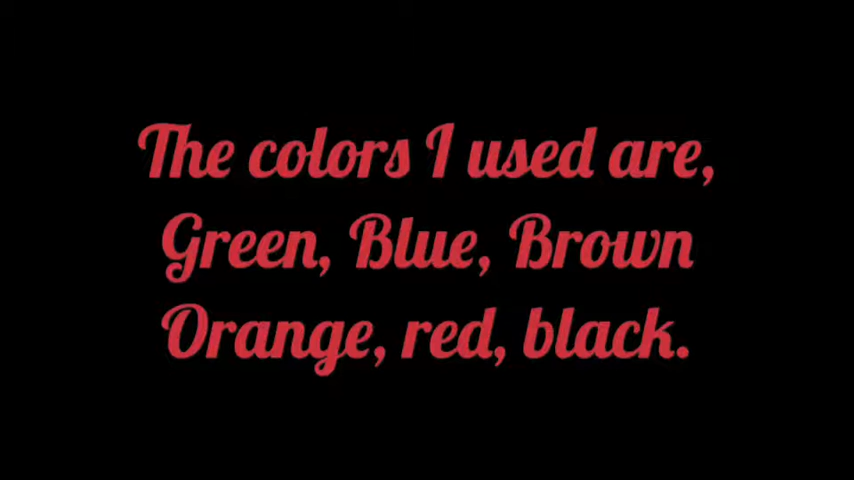 The colors I used are,
Green, Blue, Brown
Orange, red, black.